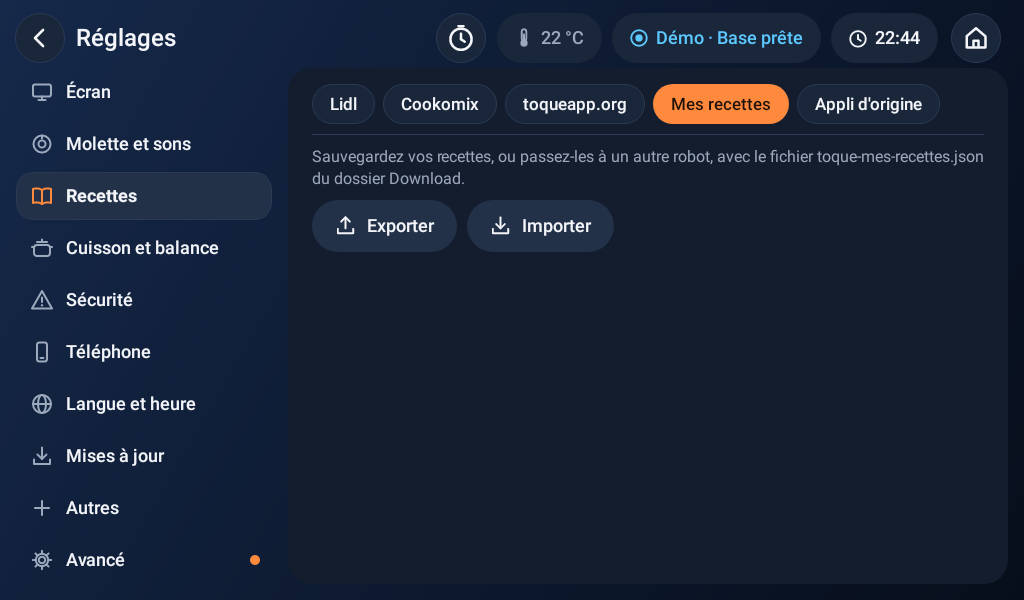 Réglages
22 °C
Démo · Base prête
22:44
Écran
Molette et sons
Recettes
Cuisson et balance
Sécurité
Téléphone
Langue et heure
Mises à jour
Autres
Avancé
Lidl
Cookomix
toqueapp.org
Mes recettes
Appli d'origine
Sauvegardez vos recettes, ou passez-les à un autre robot, avec le fichier toque-mes-recettes.json
du dossier Download.
Exporter
Importer